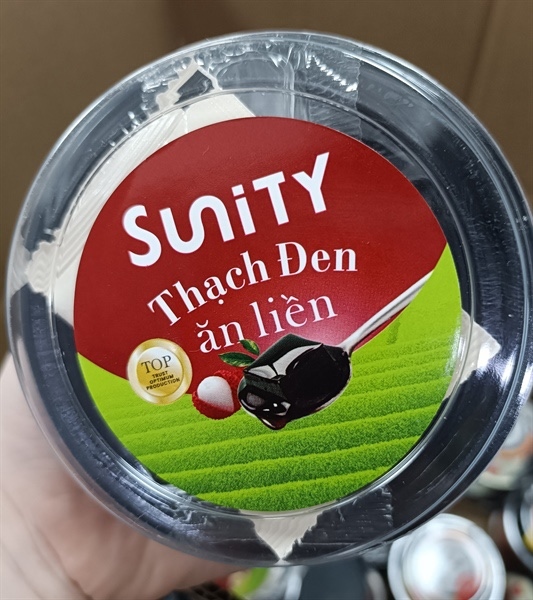 SUNiTY
Thạch Đen
ăn liền
TOP
TRUST
OPTIMUM
PRODUCTION